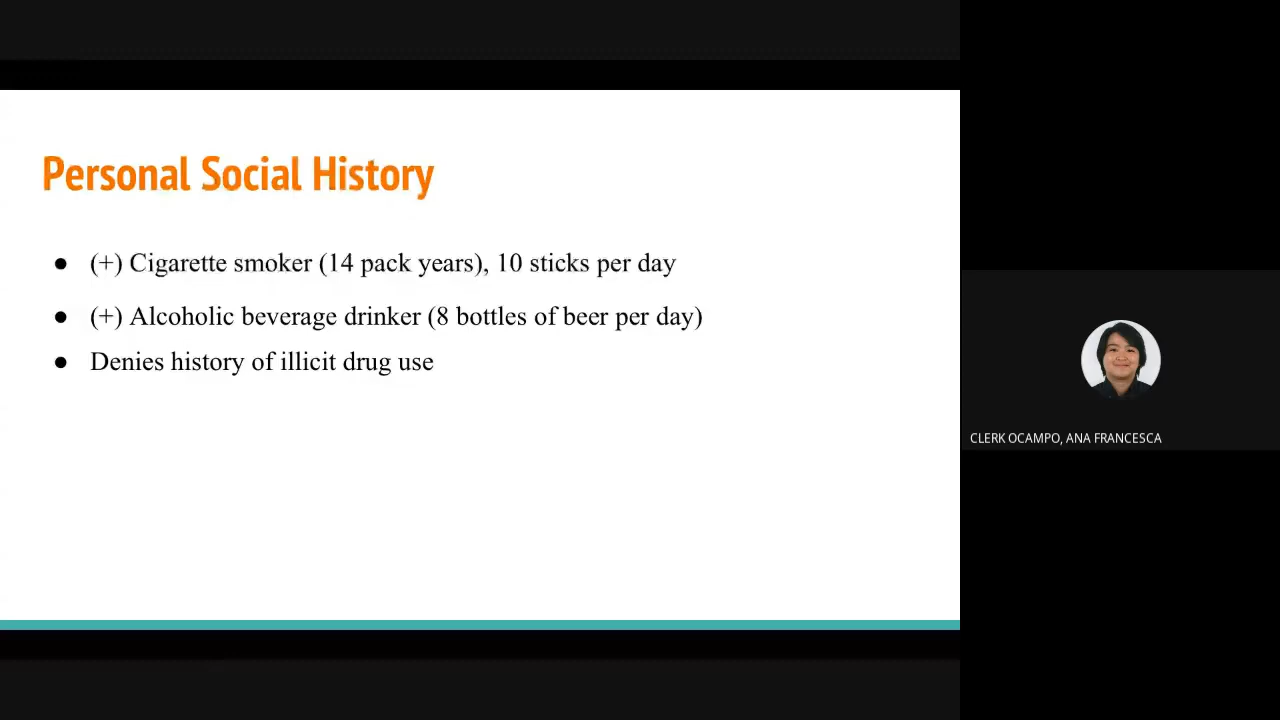 Personal Social History
● (+) Cigarette smoker (14 pack years), 10 sticks per day
● (+) Alcoholic beverage drinker (8 bottles of beer per day)
● Denies history of illicit drug use
CLERK OCAMPO, ANA FRANCESCA